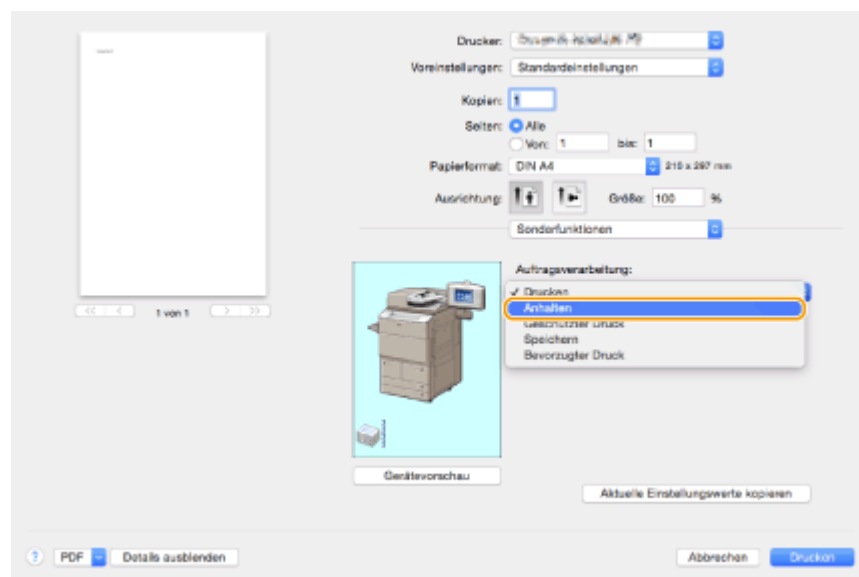 Drucker:
Voreinstellungen: Standardeinstellungen
Kopien: 1
Seiten: Alle
Von: 1 bis: 1
Papierformat: DIN A4 210 x 297 mm
Ausrichtung: Größe: 100 %
Sonderfunktionen
Auftragsverarbeitung:
✓ Drucken
Anhalten
Geschützter Druck
Speichern
Bevorzugter Druck
<< < 1 von 1 > >>
Gerätevorschau
Aktuelle Einstellungswerte kopieren
? PDF Details ausblenden Abbrechen Drucken